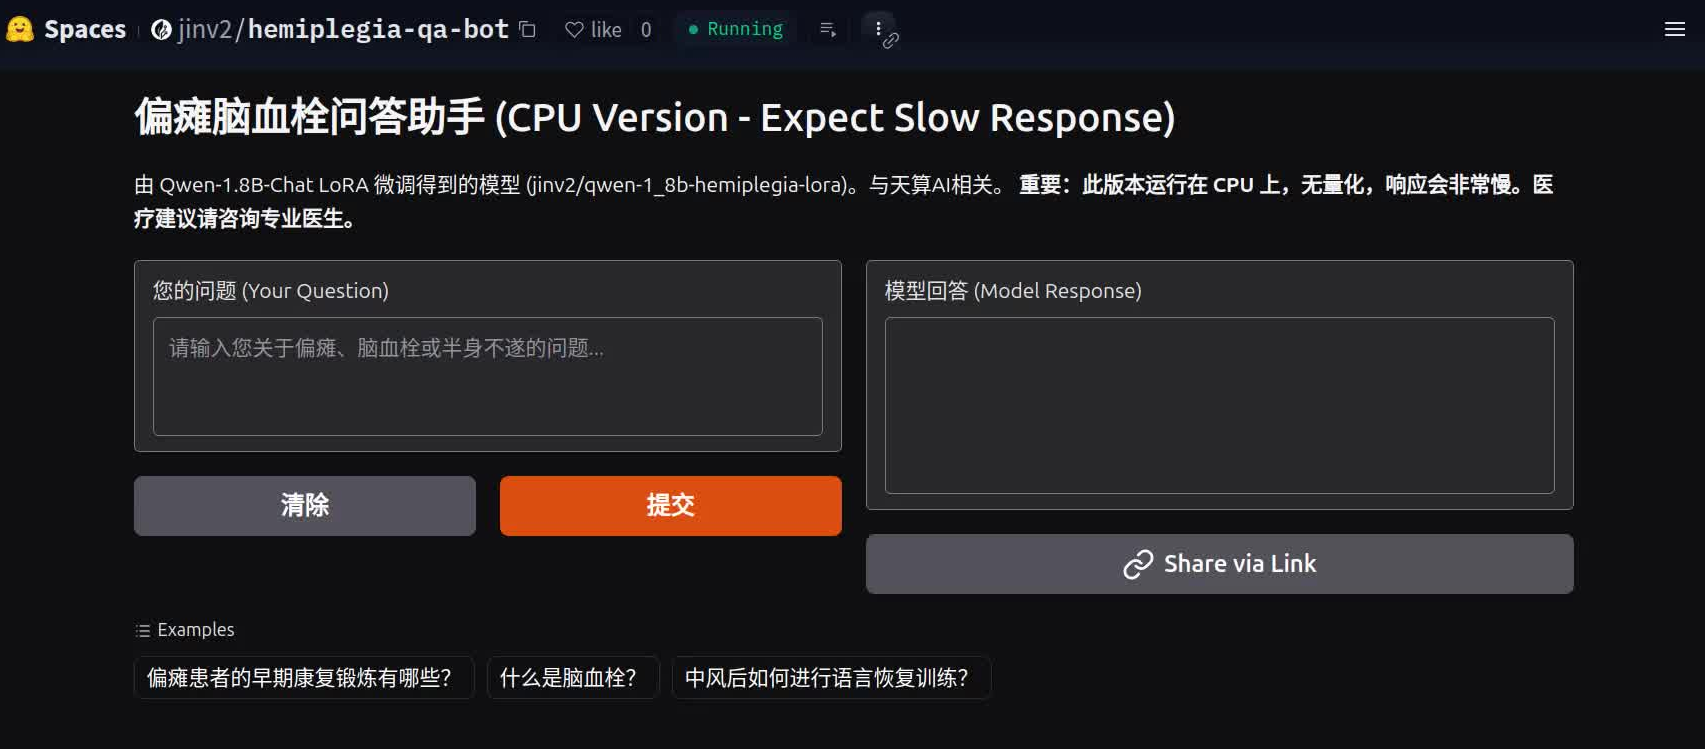 Spaces jinv2/hemiplegia-qa-bot like 0 Running
偏瘫脑血栓问答助手 (CPU Version - Expect Slow Response)
由 Qwen-1.8B-Chat LoRA 微调得到的模型 (jinv2/qwen-1_8b-hemiplegia-lora)。与天算AI相关。 重要：此版本运行在 CPU 上，无量化，响应会非常慢。医
疗建议请咨询专业医生。
您的问题 (Your Question)
请输入您关于偏瘫、脑血栓或半身不遂的问题...
清除
提交
模型回答 (Model Response)
Share via Link
Examples
偏瘫患者的早期康复锻炼有哪些？
什么是脑血栓？
中风后如何进行语言恢复训练？